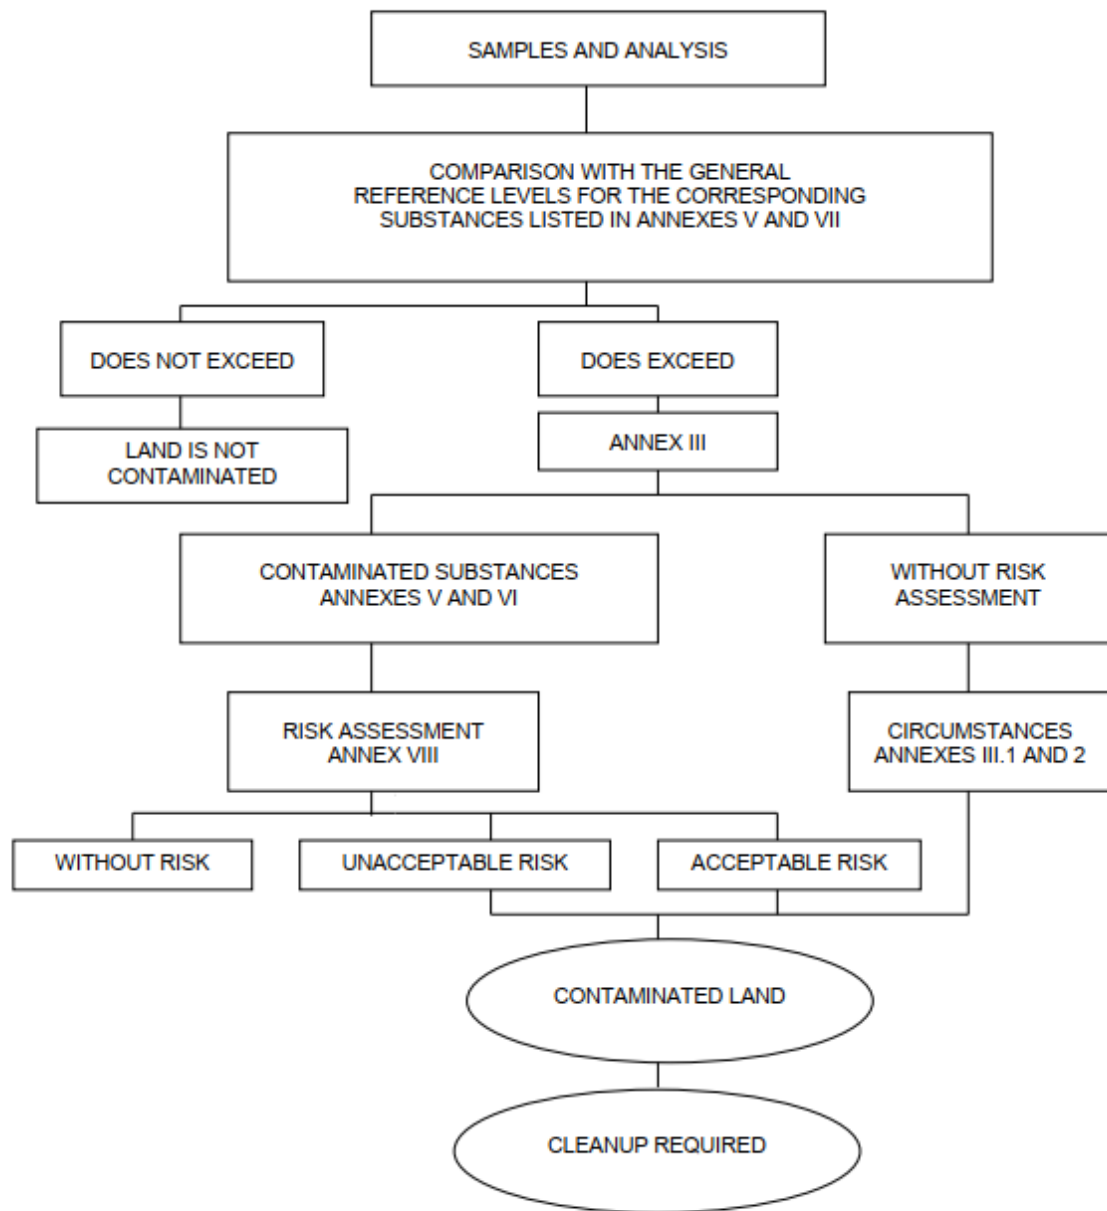 SAMPLES AND ANALYSIS
COMPARISON WITH THE GENERAL
REFERENCE LEVELS FOR THE CORRESPONDING
SUBSTANCES LISTED IN ANNEXES V AND VII
DOES NOT EXCEED
DOES EXCEED
LAND IS NOT
CONTAMINATED
ANNEX III
CONTAMINATED SUBSTANCES
ANNEXES V AND VI
WITHOUT RISK
ASSESSMENT
RISK ASSESSMENT
ANNEX VIII
CIRCUMSTANCES
ANNEXES III.1 AND 2
WITHOUT RISK
UNACCEPTABLE RISK
ACCEPTABLE RISK
CONTAMINATED LAND
CLEANUP REQUIRED